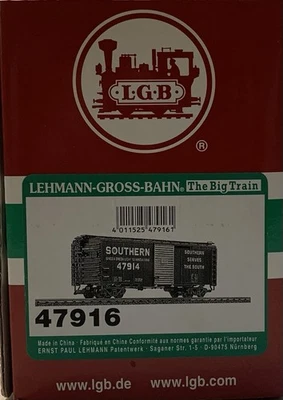 L·G·B
®
LEHMANN-GROSS-BAHN® The Big Train
4 011525 479161
SOUTHERN
47914
SOUTHERN
SERVES
THE SOUTH
47916
Made in China · Fabriqué en Chine Conformité aux normes garantie par l'importateur
ERNST PAUL LEHMANN Patentwerk · Saganer Str. 1-5 · D-90475 Nürnberg
www.lgb.de www.lgb.com